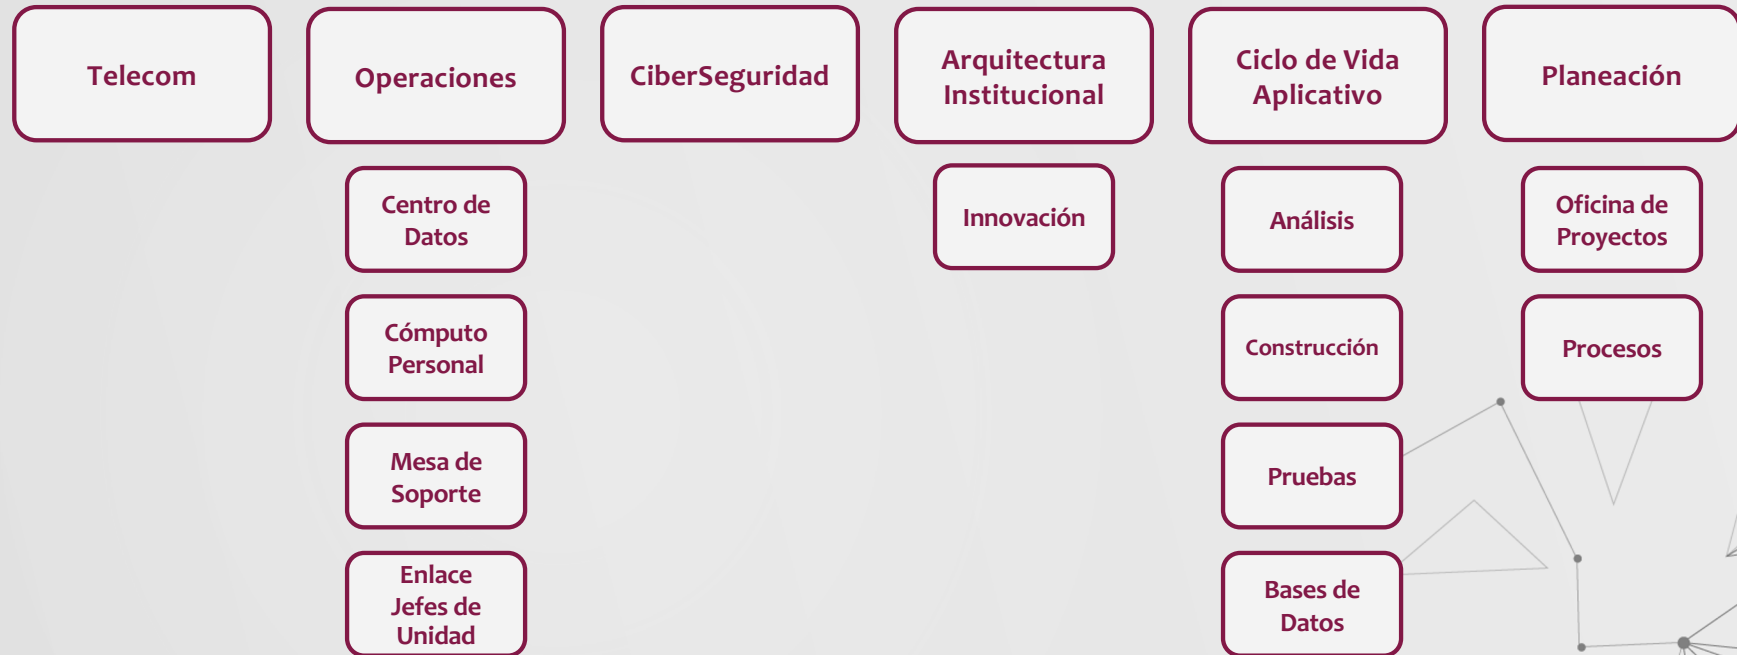 Telecom
Operaciones
CiberSeguridad
Arquitectura
Institucional
Ciclo de Vida
Aplicativo
Planeación
Centro de
Datos
Cómputo
Personal
Mesa de
Soporte
Enlace
Jefes de
Unidad
Innovación
Análisis
Construcción
Pruebas
Bases de
Datos
Oficina de
Proyectos
Procesos